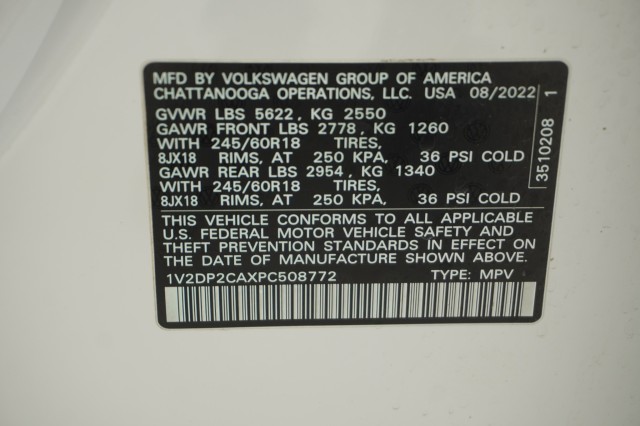 MFD BY VOLKSWAGEN GROUP OF AMERICA
CHATTANOOGA OPERATIONS, LLC. USA 08/2022
GVWR LBS 5622, KG 2550
GAWR FRONT LBS 2778, KG 1260
WITH 245/60R18 TIRES,
8JX18 RIMS, AT 250 KPA, 36 PSI COLD
GAWR REAR LBS 2954, KG 1340
WITH 245/60R18 TIRES,
8JX18 RIMS, AT 250 KPA, 36 PSI COLD
THIS VEHICLE CONFORMS TO ALL APPLICABLE
U.S. FEDERAL MOTOR VEHICLE SAFETY AND
THEFT PREVENTION STANDARDS IN EFFECT ON
THE DATE OF MANUFACTURE SHOWN ABOVE.
1V2DP2CAXPC508772 TYPE: MPV
3510208 1